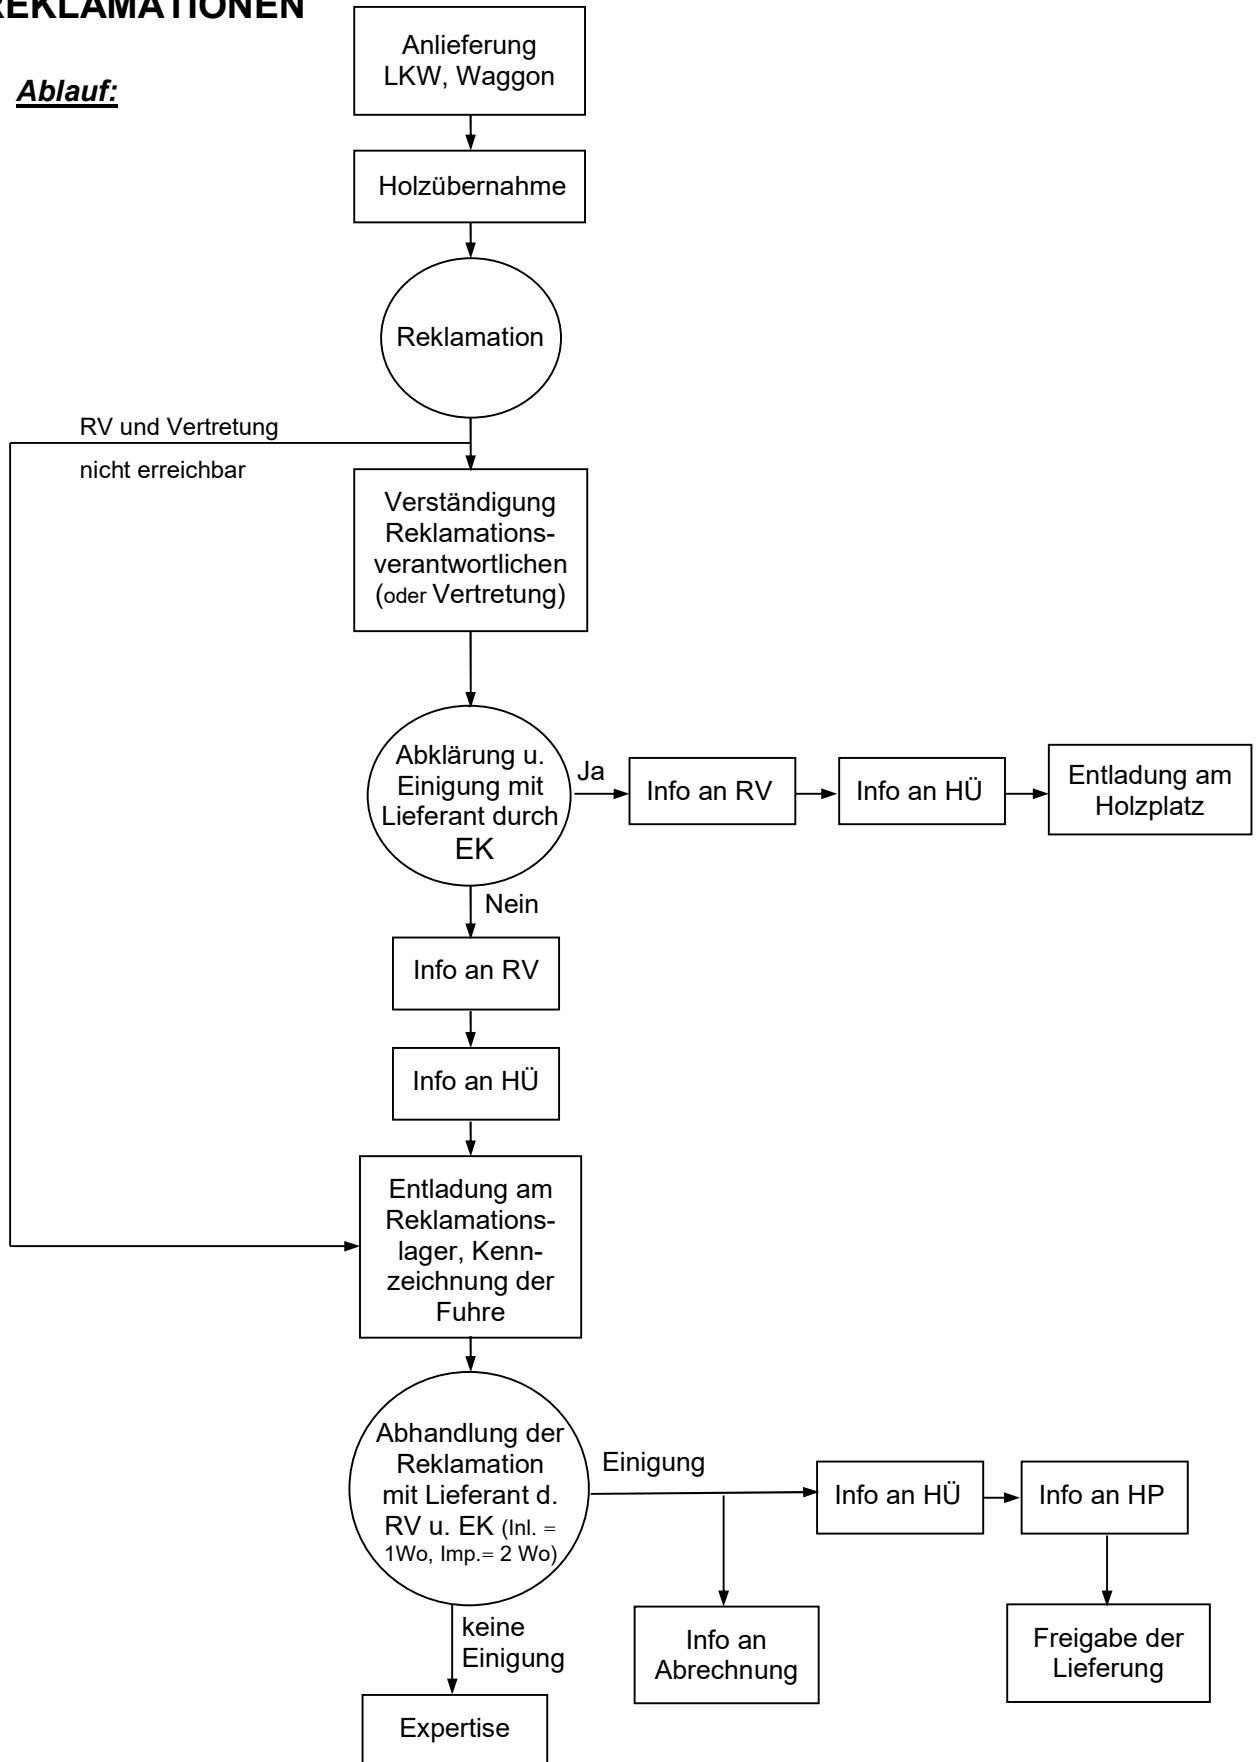 REKLAMATIONEN
Ablauf:
Anlieferung
LKW, Waggon
Holzübernahme
Reklamation
RV und Vertretung
nicht erreichbar
Verständigung
Reklamations-
verantwortlichen
(oder Vertretung)
Abklärung u.
Einigung mit
Lieferant durch
EK
Ja
Info an RV
Info an HÜ
Entladung am
Holzplatz
Nein
Info an RV
Info an HÜ
Entladung am
Reklamations-
lager, Kenn-
zeichnung der
Fuhre
Abhandlung der
Reklamation
mit Lieferant d.
RV u. EK (Inl. =
1Wo, Imp.= 2 Wo)
Einigung
Info an HÜ
Info an HP
keine
Einigung
Info an
Abrechnung
Freigabe der
Lieferung
Expertise